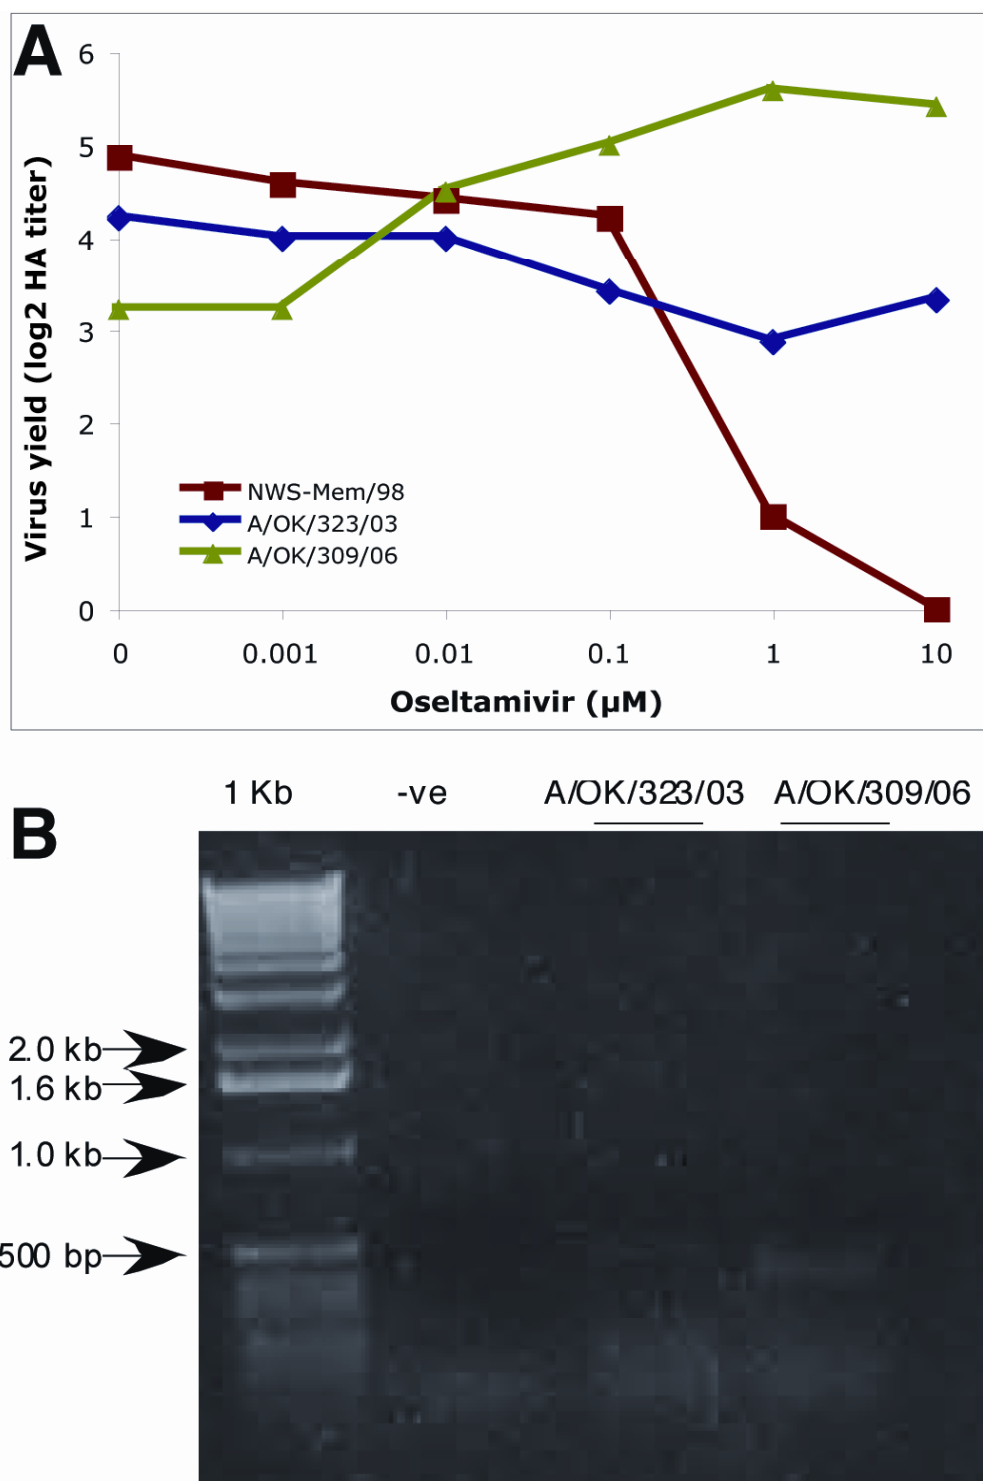 A
6
5
4
3
2
1
0
Virus yield (log2 HA titer)
NWS-Mem/98
A/OK/323/03
A/OK/309/06
0 0.001 0.01 0.1 1 10
Oseltamivir (µM)
B
1 Kb -ve A/OK/323/03 A/OK/309/06
2.0 kb
1.6 kb
1.0 kb
500 bp